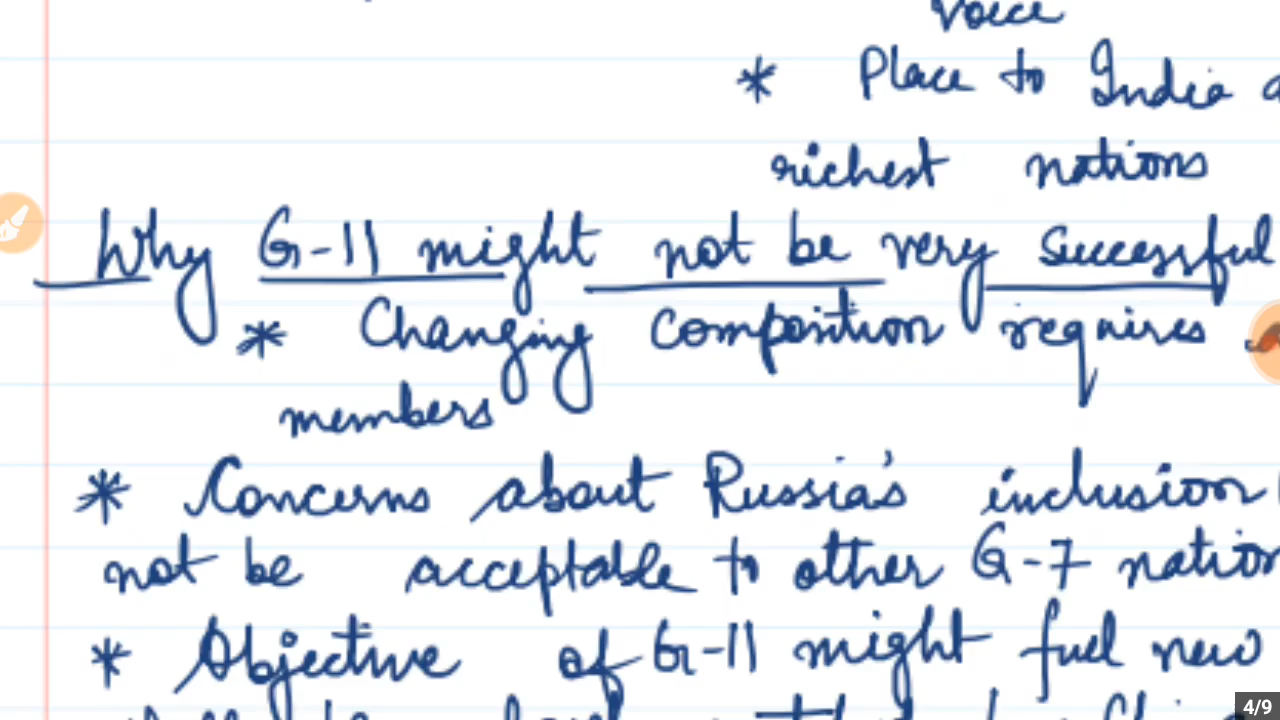 Voice
* Place to India
richest nations
Why G-11 might not be very successful
* Changing composition requires
members
* Concerns about Russia's inclusion
not be acceptable to other G-7 nation
* Objective of G-11 might fuel new
4/9